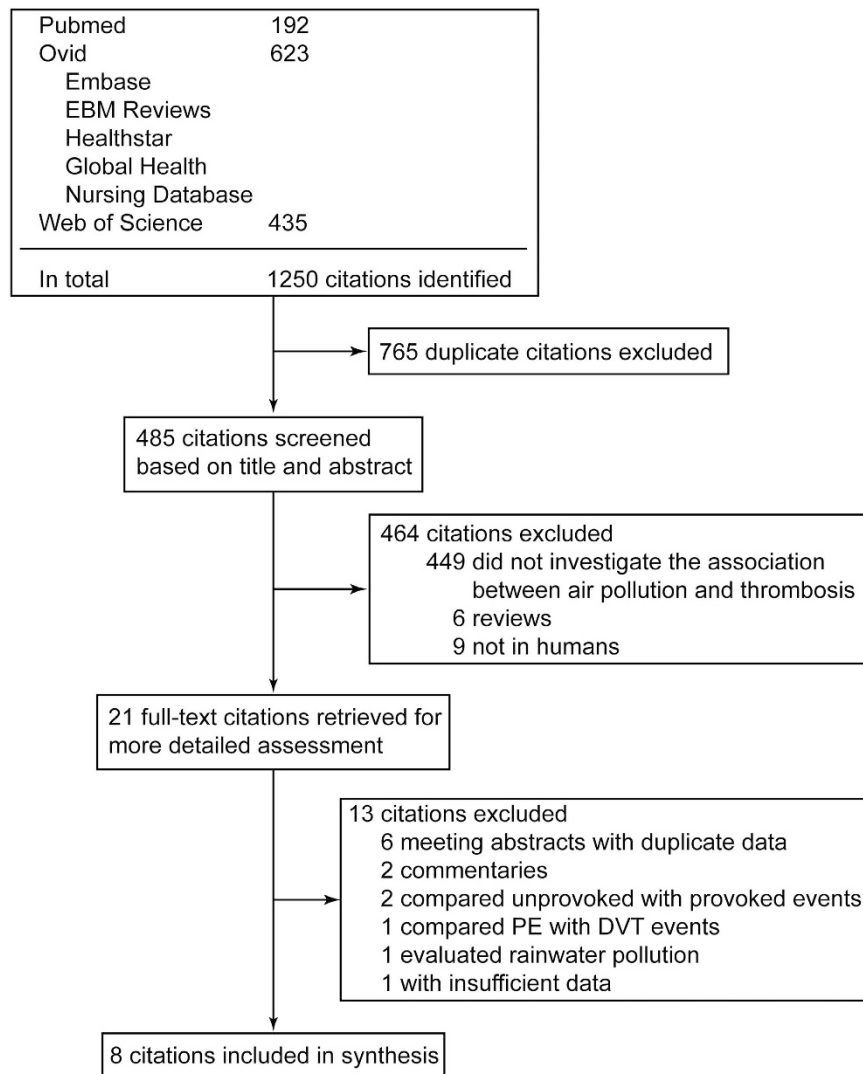 Pubmed 192
Ovid 623
Embase
EBM Reviews
Healthstar
Global Health
Nursing Database
Web of Science 435
In total 1250 citations identified
765 duplicate citations excluded
485 citations screened
based on title and abstract
464 citations excluded
449 did not investigate the association
between air pollution and thrombosis
6 reviews
9 not in humans
21 full-text citations retrieved for
more detailed assessment
13 citations excluded
6 meeting abstracts with duplicate data
2 commentaries
2 compared unprovoked with provoked events
1 compared PE with DVT events
1 evaluated rainwater pollution
1 with insufficient data
8 citations included in synthesis